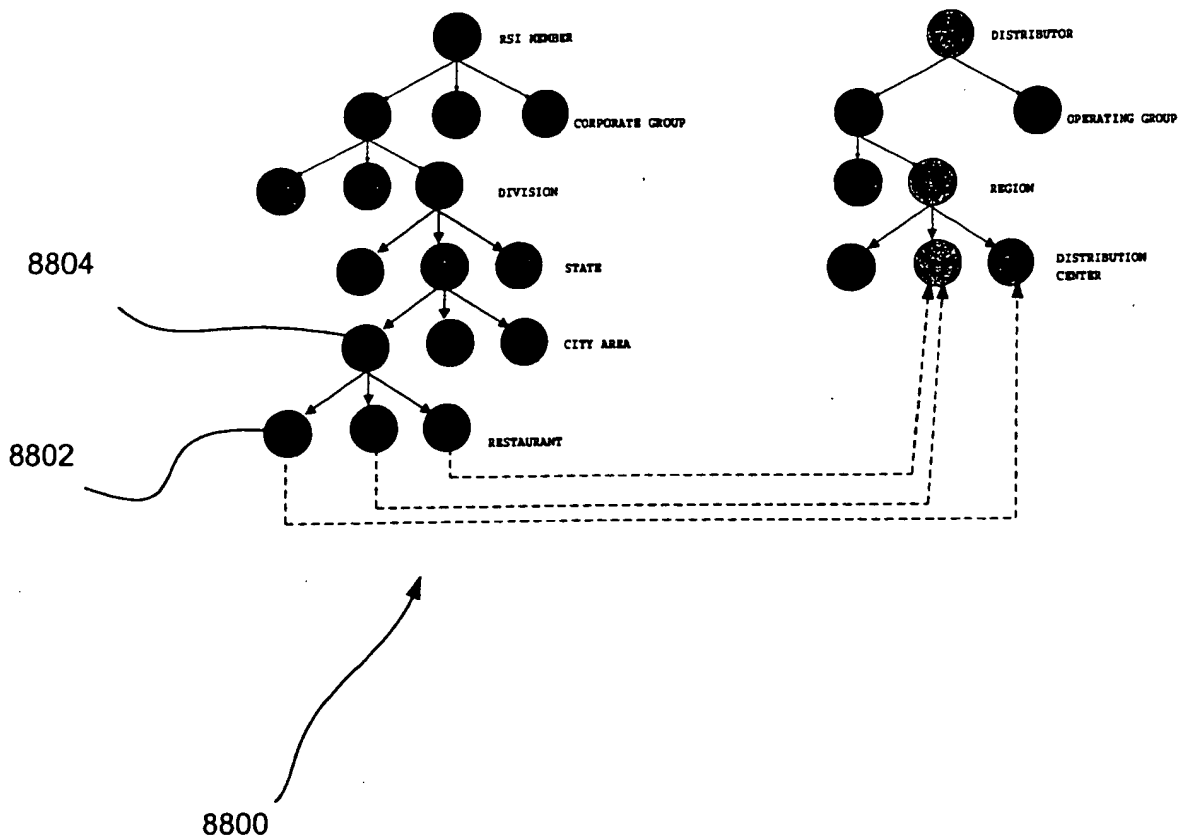 RSI MEMBER
DISTRIBUTOR
CORPORATE GROUP
OPERATING GROUP
DIVISION
REGION
8804
STATE
DISTRIBUTION
CENTER
CITY AREA
8802
RESTAURANT
8800